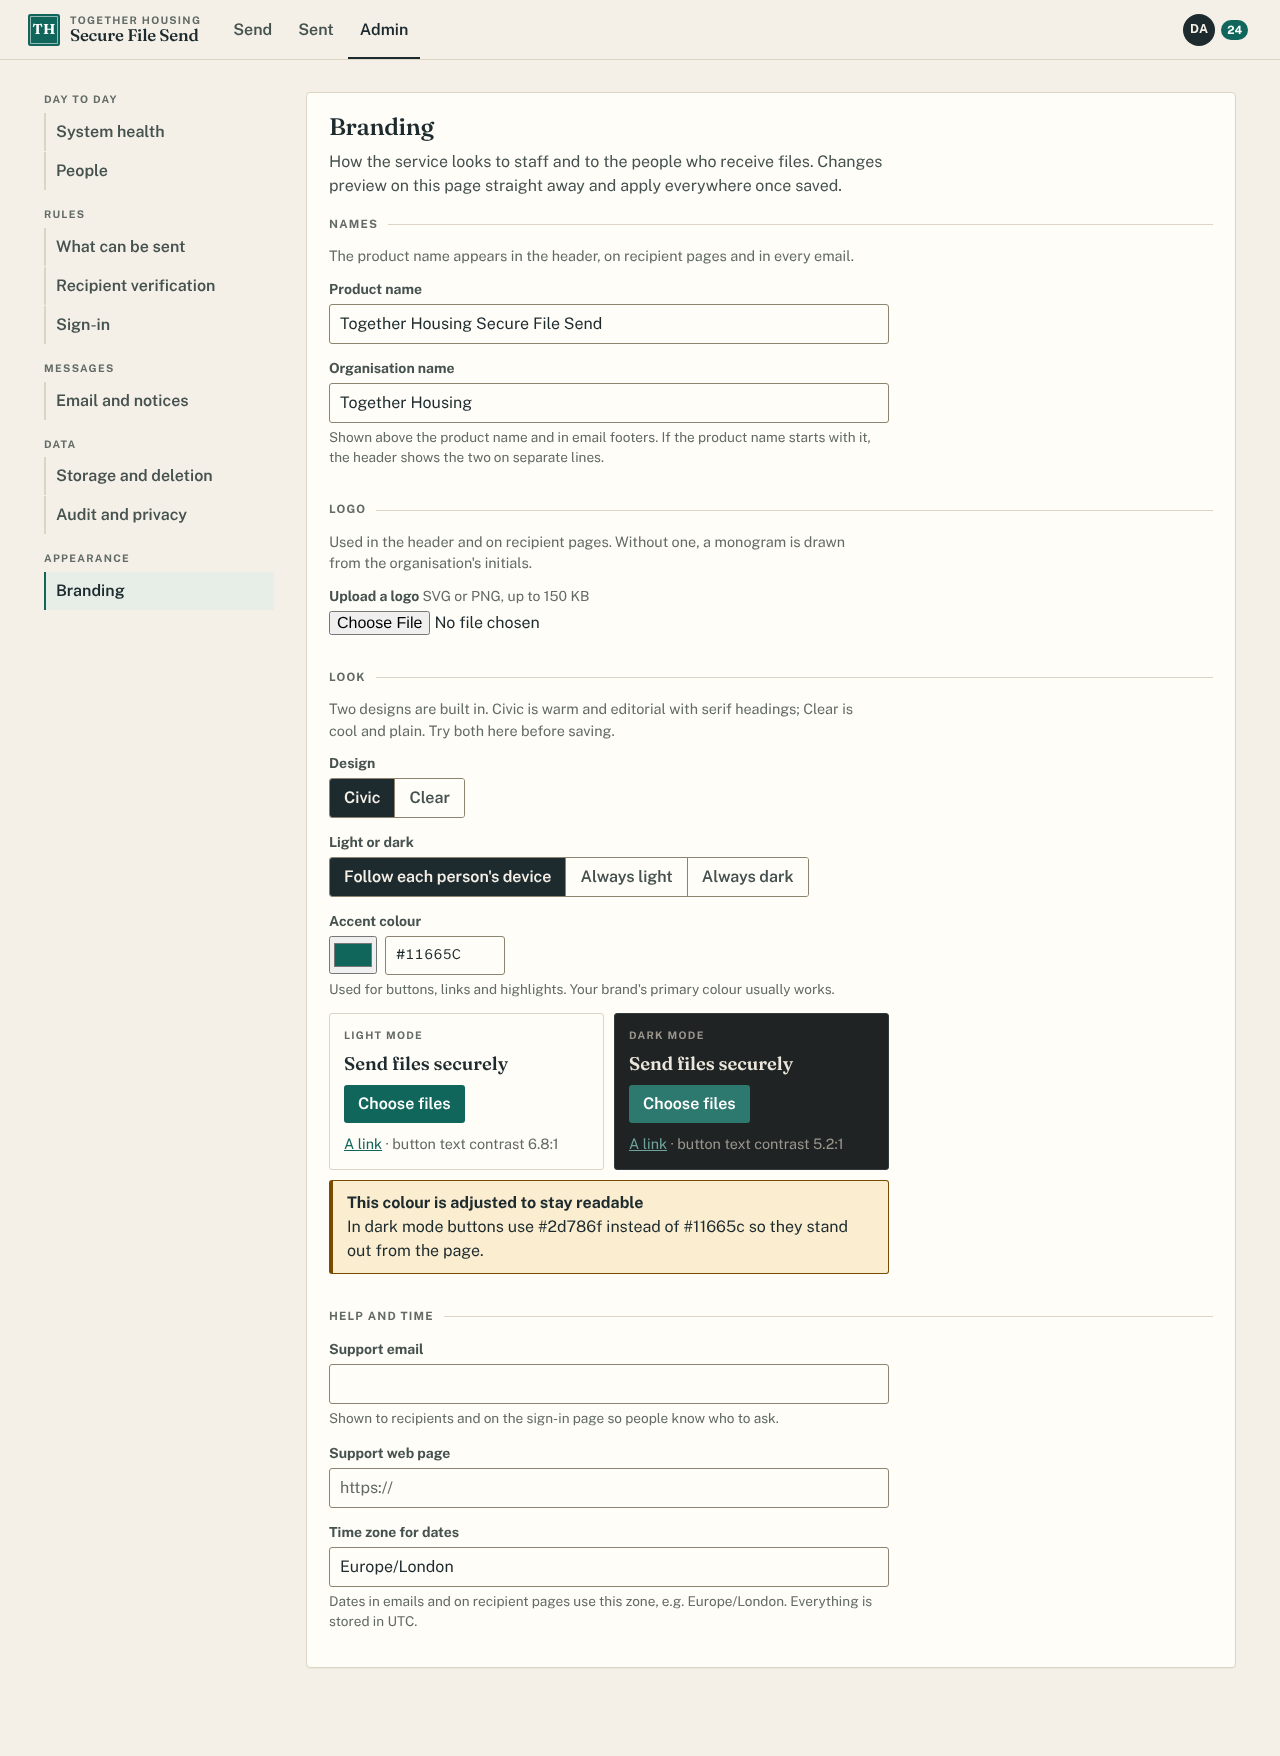 TH
TOGETHER HOUSING
Secure File Send
Send
Sent
Admin
DA
24
DAY TO DAY
System health
People
RULES
What can be sent
Recipient verification
Sign-in
MESSAGES
Email and notices
DATA
Storage and deletion
Audit and privacy
APPEARANCE
Branding
Branding
How the service looks to staff and to the people who receive files. Changes
preview on this page straight away and apply everywhere once saved.
NAMES
The product name appears in the header, on recipient pages and in every email.
Product name
Together Housing Secure File Send
Organisation name
Together Housing
Shown above the product name and in email footers. If the product name starts with it,
the header shows the two on separate lines.
LOGO
Used in the header and on recipient pages. Without one, a monogram is drawn
from the organisation's initials.
Upload a logo SVG or PNG, up to 150 KB
Choose File No file chosen
LOOK
Two designs are built in. Civic is warm and editorial with serif headings; Clear is
cool and plain. Try both here before saving.
Design
Civic
Clear
Light or dark
Follow each person's device
Always light
Always dark
Accent colour
#11665C
Used for buttons, links and highlights. Your brand's primary colour usually works.
LIGHT MODE
Send files securely
Choose files
A link · button text contrast 6.8:1
DARK MODE
Send files securely
Choose files
A link · button text contrast 5.2:1
This colour is adjusted to stay readable
In dark mode buttons use #2d786f instead of #11665c so they stand
out from the page.
HELP AND TIME
Support email
Shown to recipients and on the sign-in page so people know who to ask.
Support web page
https://
Time zone for dates
Europe/London
Dates in emails and on recipient pages use this zone, e.g. Europe/London. Everything is
stored in UTC.